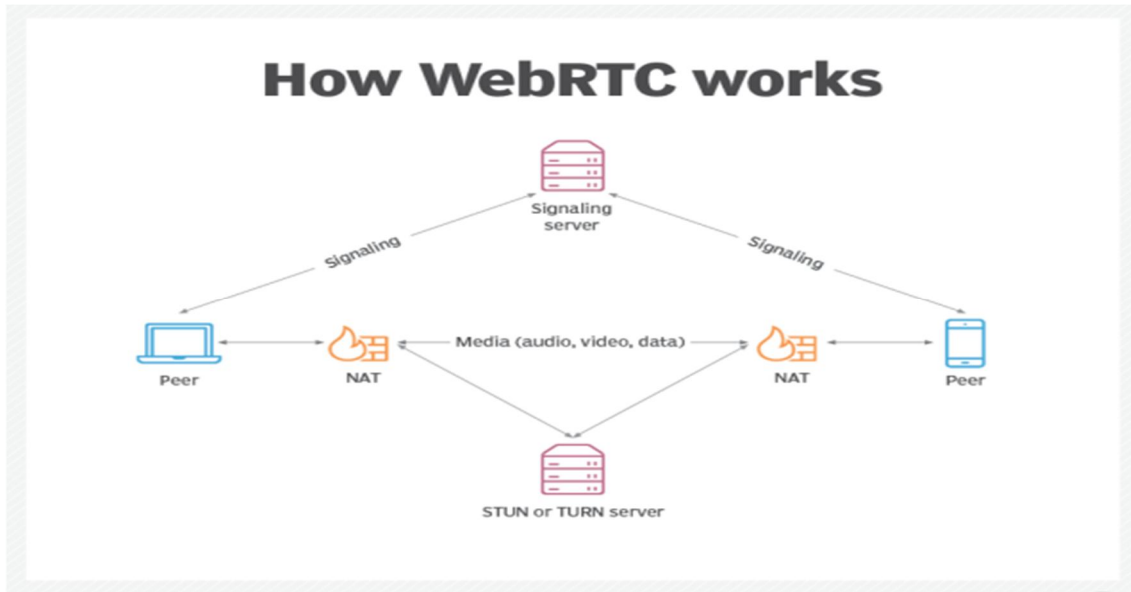 How WebRTC works
Signaling
server
Signaling
Signaling
Media (audio, video, data)
Peer
NAT
NAT
Peer
STUN or TURN server